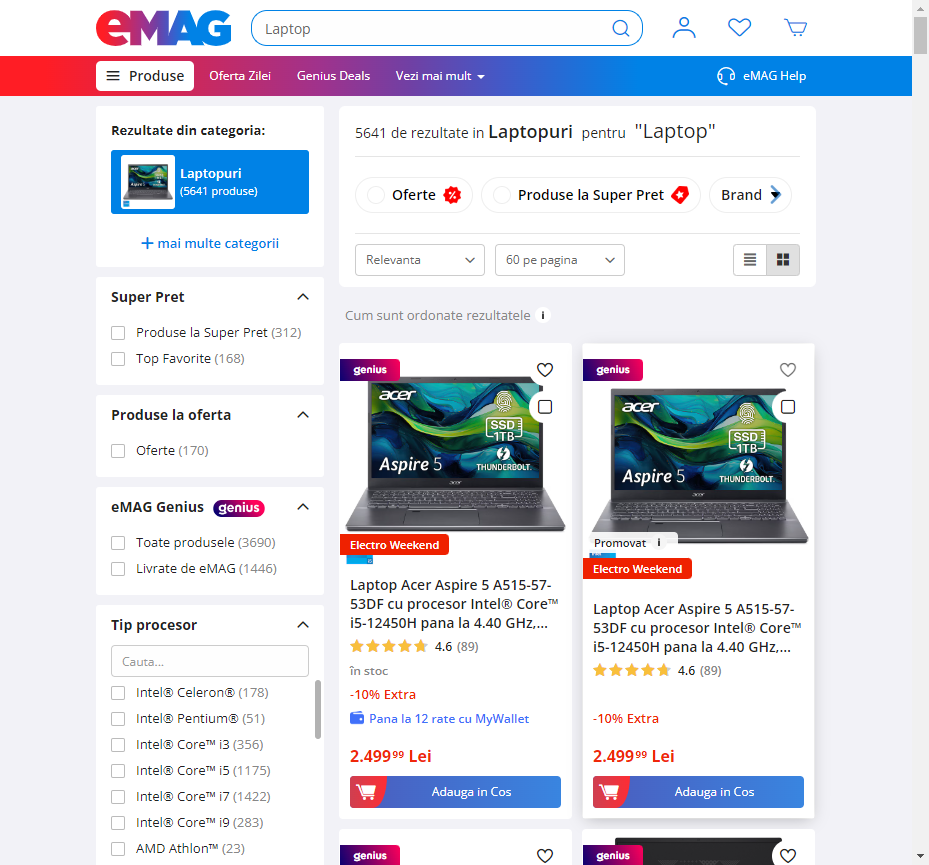 eMAG
Laptop
Produse
Oferta Zilei
Genius Deals
Vezi mai mult
eMAG Help
Rezultate din categoria:
Laptopuri
(5641 produse)
+ mai multe categorii
Super Pret
Produse la Super Pret (312)
Top Favorite (168)
Produse la oferta
Oferte (170)
eMAG Genius genius
Toate produsele (3690)
Livrate de eMAG (1446)
Tip procesor
Cauta...
Intel® Celeron® (178)
Intel® Pentium® (51)
Intel® Core™ i3 (356)
Intel® Core™ i5 (1175)
Intel® Core™ i7 (1422)
Intel® Core™ i9 (283)
AMD Athlon™ (23)
5641 de rezultate in Laptopuri pentru "Laptop"
Oferte
Produse la Super Pret
Brand
Relevanta
60 pe pagina
Cum sunt ordonate rezultatele i
genius
acer
SSD
1TB
Aspire 5
THUNDERBOLT.
acer
Electro Weekend
Laptop Acer Aspire 5 A515-57-
53DF cu procesor Intel® Core™
i5-12450H pana la 4.40 GHz,...
4.6 (89)
în stoc
-10% Extra
Pana la 12 rate cu MyWallet
2.499⁹⁹ Lei
Adauga in Cos
genius
acer
SSD
1TB
Aspire 5
THUNDERBOLT.
acer
Promovat i
Electro Weekend
Laptop Acer Aspire 5 A515-57-
53DF cu procesor Intel® Core™
i5-12450H pana la 4.40 GHz,...
4.6 (89)
-10% Extra
2.499⁹⁹ Lei
Adauga in Cos
genius
genius